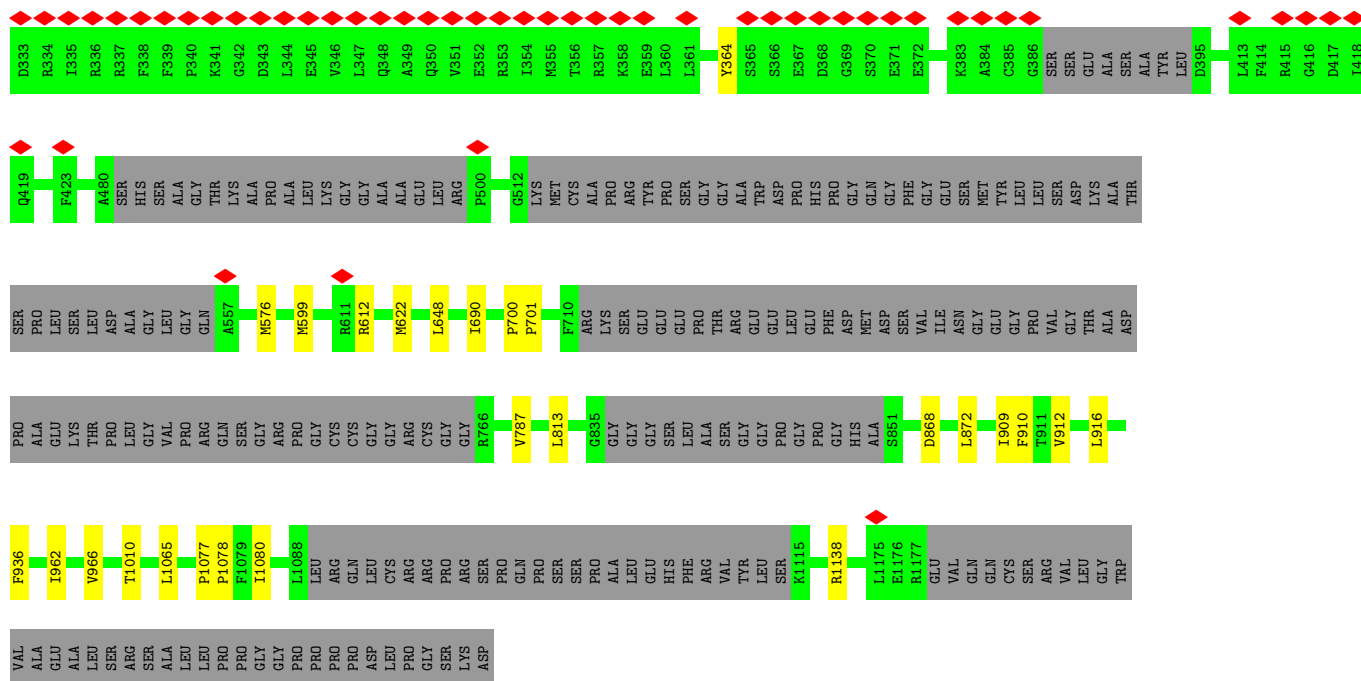 D333 R334 I335 R336 R337 F338 F339 P340 K341 G342 D343 L344 E345 V346 L347 Q348 A349 Q350 V351 E352 R353 I354 M355 T356 R357 K358 E359 L360 L361 Y364 S365 S366 E367 D368 G369 S370 E371 E372 K383 A384 C385 G386 SER SER GLU ALA SER ALA TYR LEU D395 L413 F414 R415 G416 D417 I418
Q419 F423 A480 SER HIS SER ALA GLY THR LYS ALA PRO ALA LEU LYS GLY GLY ALA ALA GLU LEU ARG P500 G512 LYS MET CYS ALA PRO ARG TYR PRO SER GLY GLY ALA TRP ASP PRO HIS PRO GLY GLN GLY PHE GLY GLU SER MET TYR LEU LEU SER ASP LYS ALA THR
SER PRO LEU SER LEU ASP ALA GLY LEU GLY GLN A557 M576 M599 R611 R612 M622 L648 I690 P700 P701 F710 ARG LYS SER GLU GLU GLU PRO THR ARG GLU GLU LEU GLU PHE ASP MET ASP SER VAL ILE ASN GLY GLU GLY PRO VAL GLY THR ALA ASP
PRO ALA GLU LYS THR PRO LEU GLY VAL PRO ARG GLN SER GLY ARG PRO GLY CYS CYS GLY GLY ARG CYS GLY GLY R766 V787 L813 G835 GLY GLY GLY SER LEU ALA SER GLY GLY PRO GLY PRO GLY HIS ALA S851 D868 L872 I909 F910 T911 V912 L916
F936 I962 V966 T1010 L1065 P1077 P1078 F1079 I1080 L1088 LEU ARG GLN LEU CYS ARG ARG PRO ARG SER PRO GLN PRO SER SER PRO ALA LEU GLU HIS PHE ARG VAL TYR LEU SER K1115 R1138 L1175 E1176 R1177 GLU VAL GLN GLN CYS SER ARG VAL LEU GLY TRP
VAL ALA GLU ALA LEU SER ARG SER ALA LEU LEU PRO PRO GLY GLY PRO PRO PRO PRO ASP LEU PRO GLY SER LYS ASP